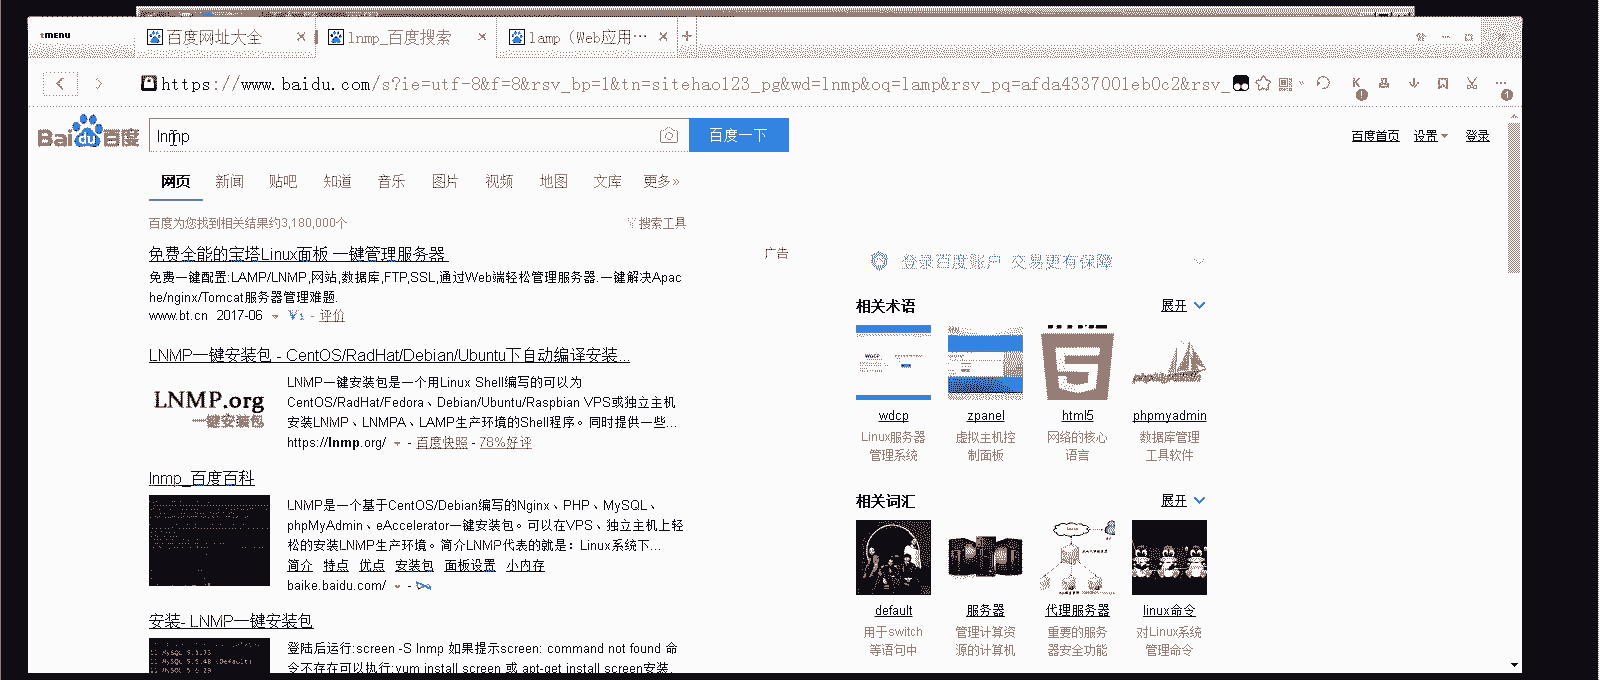 tMENU
百度网址大全
lnmp_百度搜索
lamp（Web应用…
https://www.baidu.com/s?ie=utf-8&f=8&rsv_bp=1&tn=sitehao123_pg&wd=lnmp&oq=lamp&rsv_pq=afda4337001eb0c2&rsv_
Baidu百度
lnmp
百度一下
百度首页 设置 登录
网页 新闻 贴吧 知道 音乐 图片 视频 地图 文库 更多»
百度为您找到相关结果约3,180,000个
搜索工具
免费全能的宝塔Linux面板 一键管理服务器
广告
免费一键配置:LAMP/LNMP,网站,数据库,FTP,SSL,通过Web端轻松管理服务器.一键解决Apac
he/nginx/Tomcat服务器管理难题.
www.bt.cn 2017-06 - 评价
LNMP一键安装包 - CentOS/RadHat/Debian/Ubuntu下自动编译安装...
LNMP.org
一键安装包
LNMP一键安装包是一个用Linux Shell编写的可以为
CentOS/RadHat/Fedora、Debian/Ubuntu/Raspbian VPS或独立主机
安装LNMP、LNMPA、LAMP生产环境的Shell程序。同时提供一些...
https://lnmp.org/ - 百度快照 - 78%好评
lnmp_百度百科
LNMP是一个基于CentOS/Debian编写的Nginx、PHP、MySQL、
phpMyAdmin、eAccelerator一键安装包。可以在VPS、独立主机上轻
松的安装LNMP生产环境。简介LNMP代表的就是：Linux系统下...
简介 特点 优点 安装包 面板设置 小内存
baike.baidu.com/ -
安装- LNMP一键安装包
登陆后运行:screen -S lnmp 如果提示screen: command not found 命
令不存在可以执行:yum install screen 或 apt-get install screen安装,
登录百度账户 交易更有保障
相关术语 展开
wdcp zpanel html5 phpmyadmin
Linux服务器 虚拟主机控 网络的核心 数据库管理
管理系统 制面板 语言 工具软件
相关词汇 展开
default 服务器 代理服务器 linux命令
用于switch 管理计算资 重要的服务 对Linux系统
等语句中 源的计算机 器安全功能 管理命令